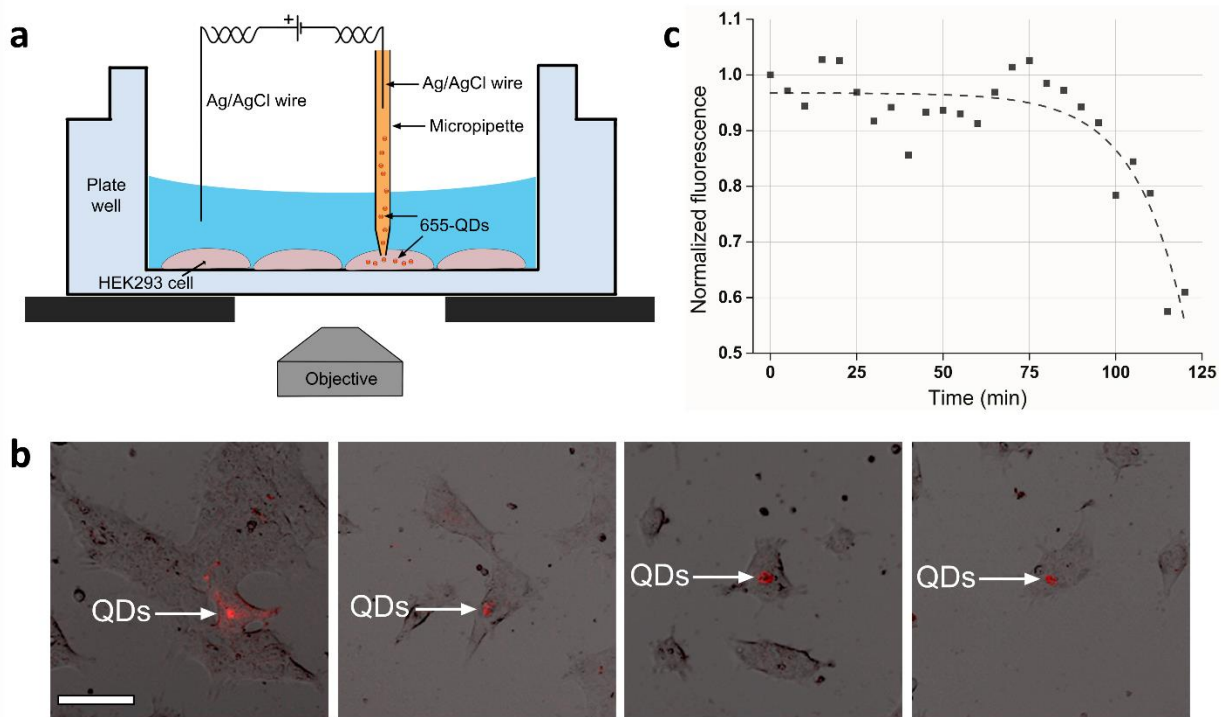 a
+
Ag/AgCl wire
Ag/AgCl wire
Micropipette
Plate
well
655-QDs
HEK293 cell
Objective
c
1.1
1.0
0.9
0.8
0.7
0.6
0.5
Normalized fluorescence
0
25
50
75
100
125
Time (min)
b
QDs
QDs
QDs
QDs